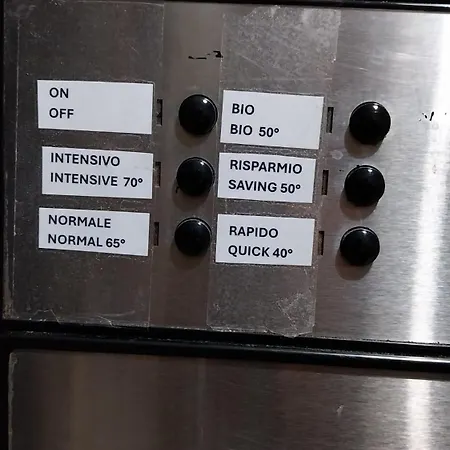 ON
OFF
INTENSIVO
INTENSIVE 70°
NORMALE
NORMAL 65°
BIO
BIO 50°
RISPARMIO
SAVING 50°
RAPIDO
QUICK 40°